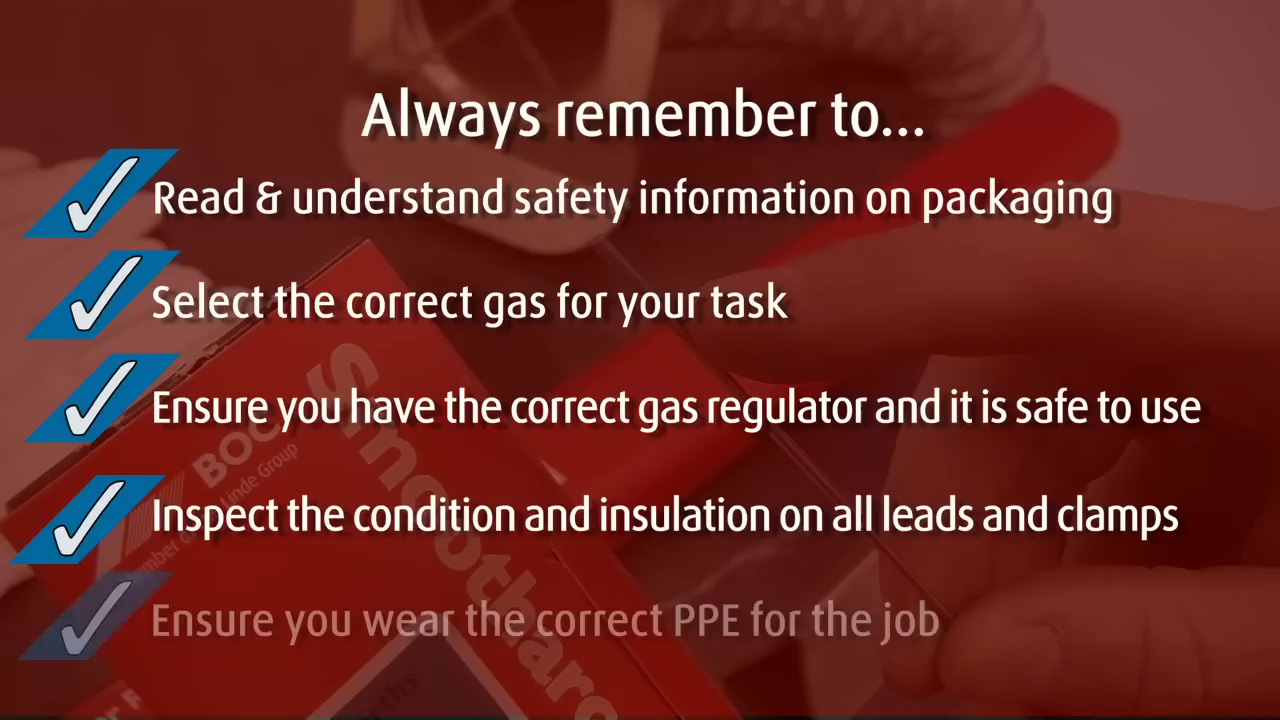 Always remember to...
Read & understand safety information on packaging
Select the correct gas for your task
Ensure you have the correct gas regulator and it is safe to use
Inspect the condition and insulation on all leads and clamps
Ensure you wear the correct PPE for the job
BOC
Linde Group
Smootharc